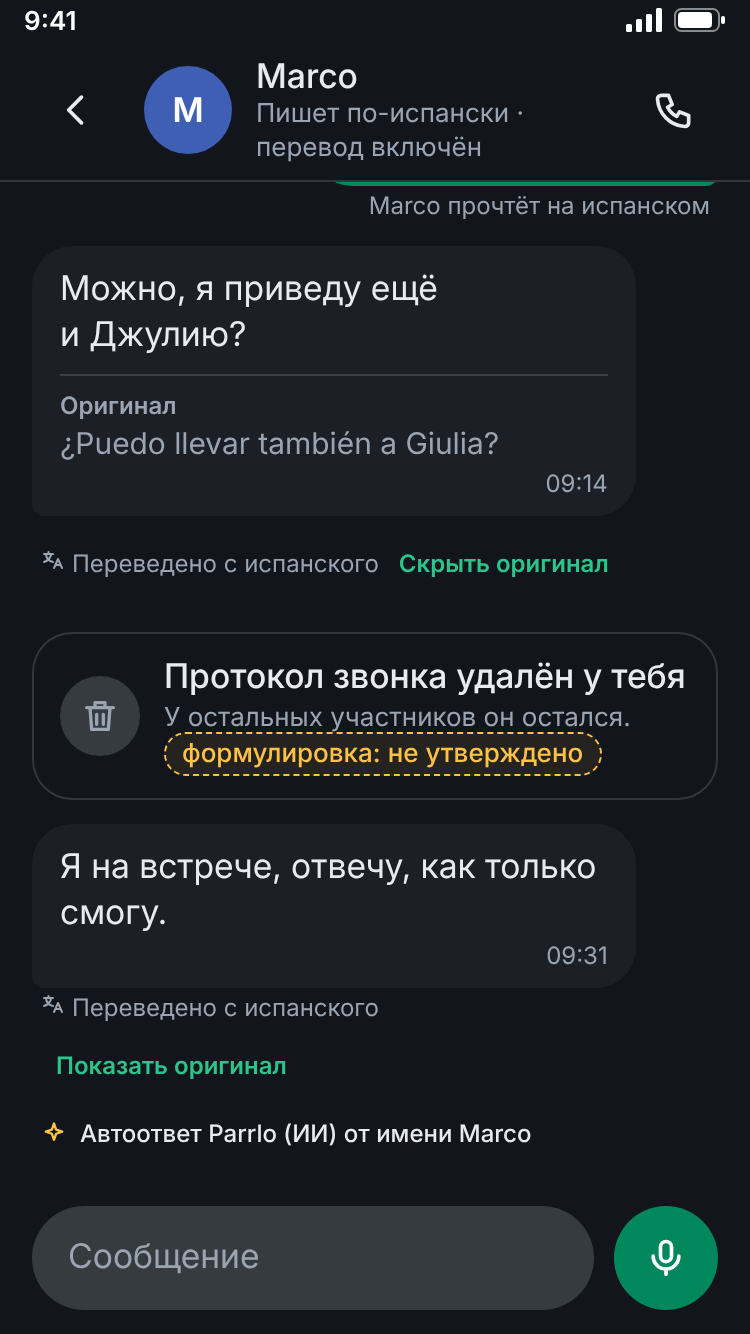 9:41
M
Marco
Пишет по-испански ·
перевод включён
Marco прочтёт на испанском
Можно, я приведу ещё
и Джулию?
Оригинал
¿Puedo llevar también a Giulia?
09:14
Переведено с испанского Скрыть оригинал
Протокол звонка удалён у тебя
У остальных участников он остался.
формулировка: не утверждено
Я на встрече, отвечу, как только
смогу.
09:31
Переведено с испанского
Показать оригинал
Автоответ Parrlo (ИИ) от имени Marco
Сообщение